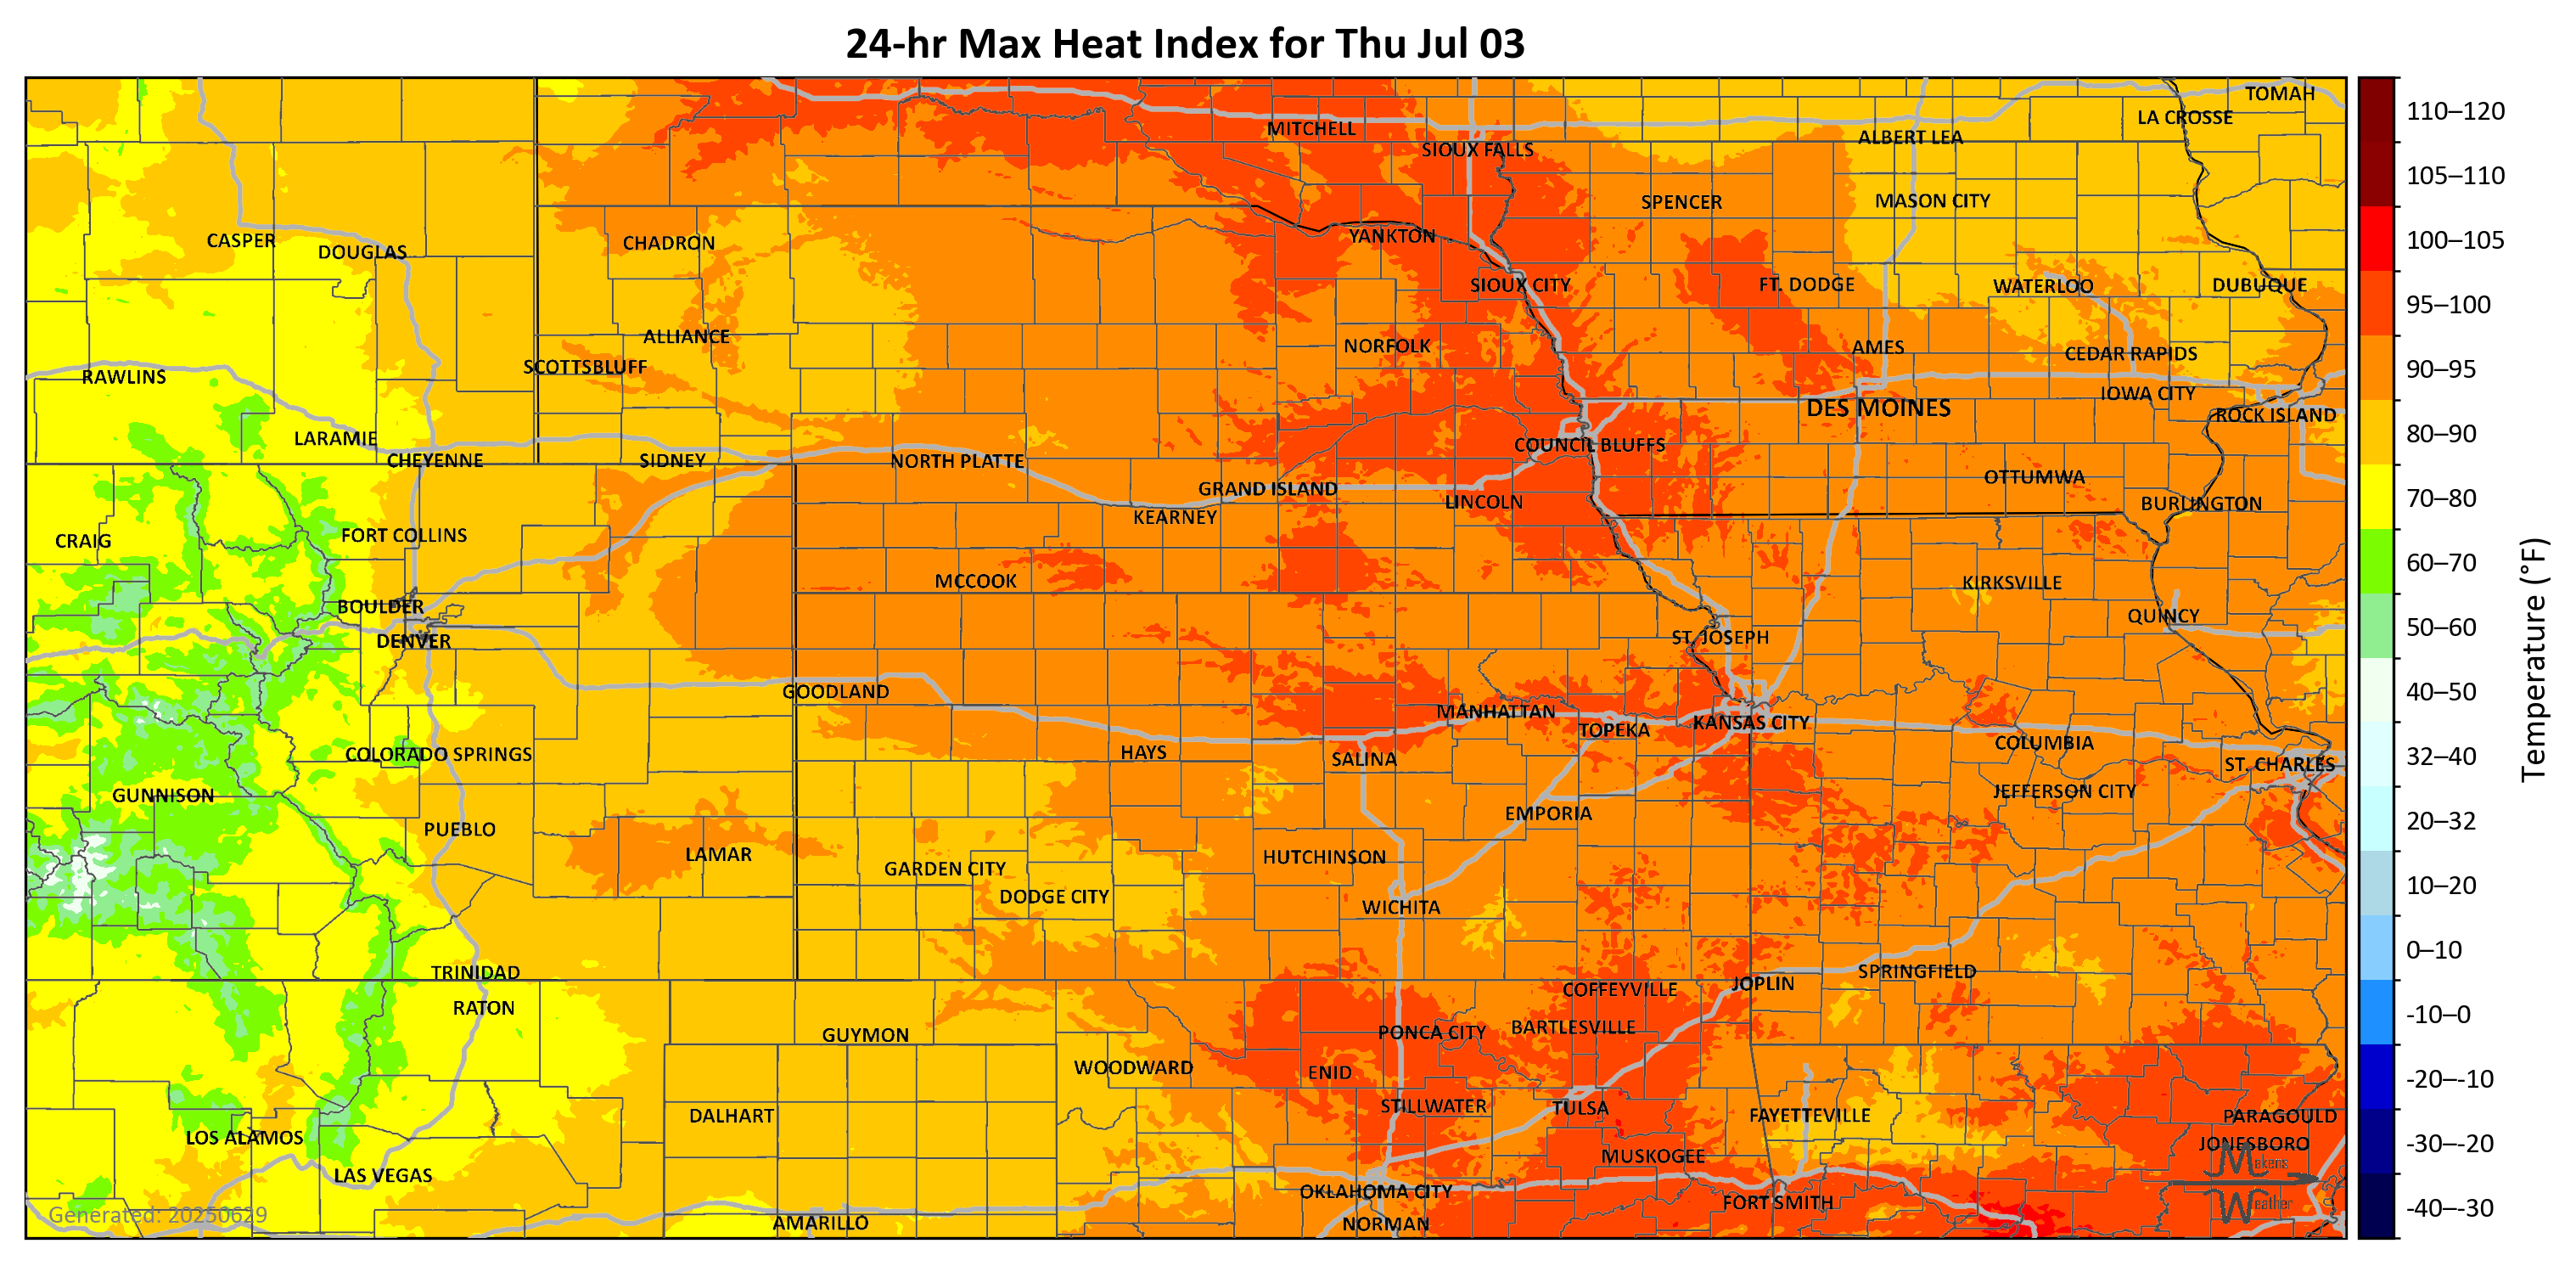 24-hr Max Heat Index for Thu Jul 03
TOMAH
LA CROSSE
MITCHELL
ALBERT LEA
SIOUX FALLS
SPENCER
MASON CITY
CASPER
DOUGLAS
CHADRON
YANKTON
SIOUX CITY
FT. DODGE
WATERLOO
DUBUQUE
ALLIANCE
NORFOLK
AMES
CEDAR RAPIDS
SCOTTSBLUFF
RAWLINS
IOWA CITY
DES MOINES
ROCK ISLAND
LARAMIE
COUNCIL BLUFFS
CHEYENNE
SIDNEY
NORTH PLATTE
OTTUMWA
GRAND ISLAND
LINCOLN
BURLINGTON
KEARNEY
CRAIG
FORT COLLINS
MCCOOK
KIRKSVILLE
BOULDER
QUINCY
DENVER
ST. JOSEPH
GOODLAND
MANHATTAN
KANSAS CITY
TOPEKA
COLUMBIA
COLORADO SPRINGS
HAYS
SALINA
ST. CHARLES
GUNNISON
JEFFERSON CITY
EMPORIA
PUEBLO
LAMAR
HUTCHINSON
GARDEN CITY
DODGE CITY
WICHITA
TRINIDAD
SPRINGFIELD
JOPLIN
COFFEYVILLE
RATON
GUYMON
PONCA CITY
BARTLESVILLE
WOODWARD
ENID
STILLWATER
TULSA
DALHART
FAYETTEVILLE
PARAGOULD
LOS ALAMOS
JONESBORO
MUSKOGEE
LAS VEGAS
OKLAHOMA CITY
FORT SMITH
AMARILLO
NORMAN
Makens
Weather
Generated: 20250629
110–120
105–110
100–105
95–100
90–95
80–90
70–80
60–70
50–60
40–50
32–40
20–32
10–20
0–10
-10–0
-20–-10
-30–-20
-40–-30
Temperature (°F)